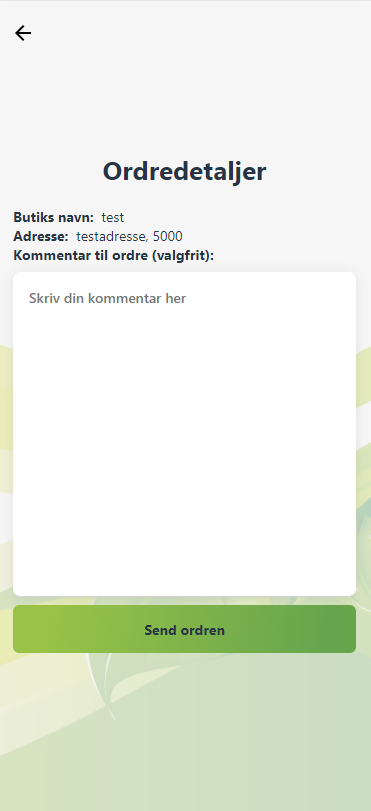 Ordredetaljer
Butiks navn: test
Adresse: testadresse, 5000
Kommentar til ordre (valgfrit):
Skriv din kommentar her
Send ordren